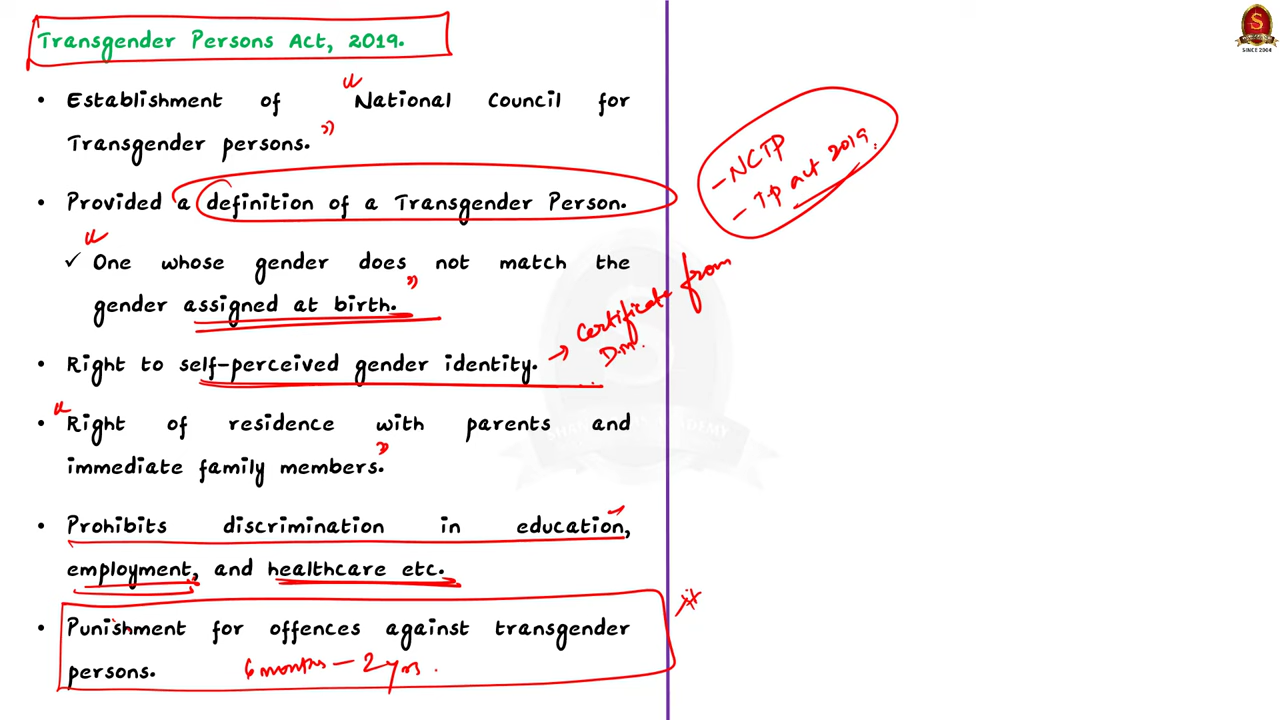 Transgender Persons Act, 2019.
• Establishment of "National Council for
Transgender persons."
• Provided a definition of a Transgender Person.
✓ "One whose gender does not match the
gender assigned at birth."
• Right to self-perceived gender identity. → Certificate from
D.M.
• "Right of residence with parents and
immediate family members."
• Prohibits discrimination in education,
employment, and healthcare etc.
• Punishment for offences against transgender
persons. 6 months - 2 yrs.
- NCTP
- T.P act 2019.
S
SINCE 2004